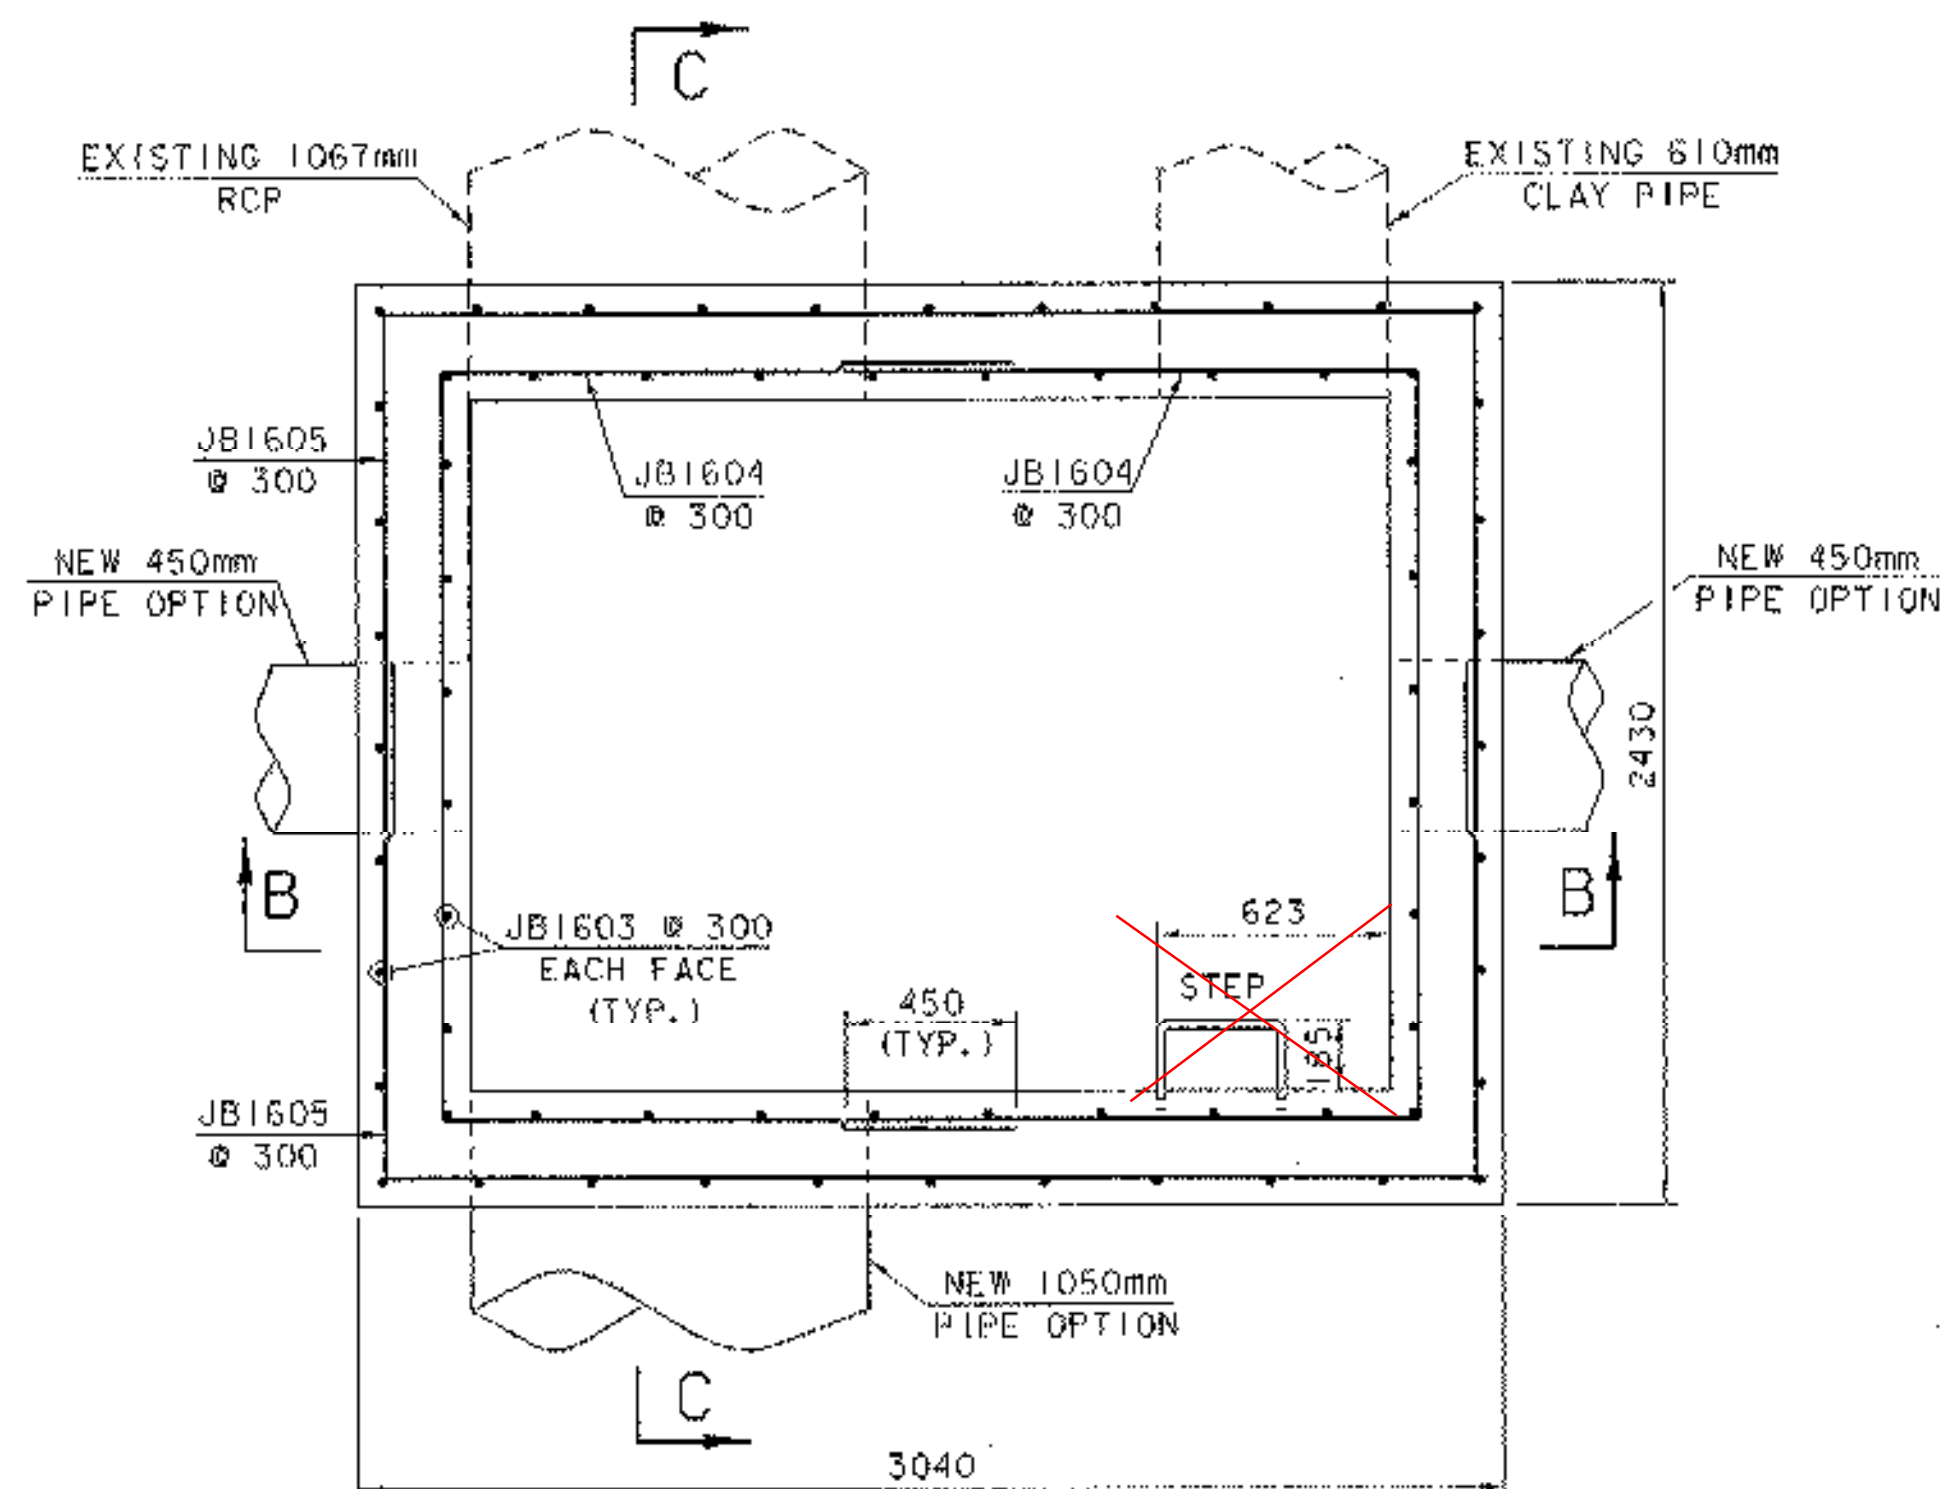 C
EXISTING 1067mm
RCP
EXISTING 610mm
CLAY PIPE
JB1605
@ 300
JB1604
@ 300
JB1604
@ 300
NEW 450mm
PIPE OPTION
NEW 450mm
PIPE OPTION
2430
B
B
JB1603 @ 300
EACH FACE
(TYP.)
623
STEP
450
(TYP.)
JB1605
@ 300
NEW 1050mm
PIPE OPTION
C
3040